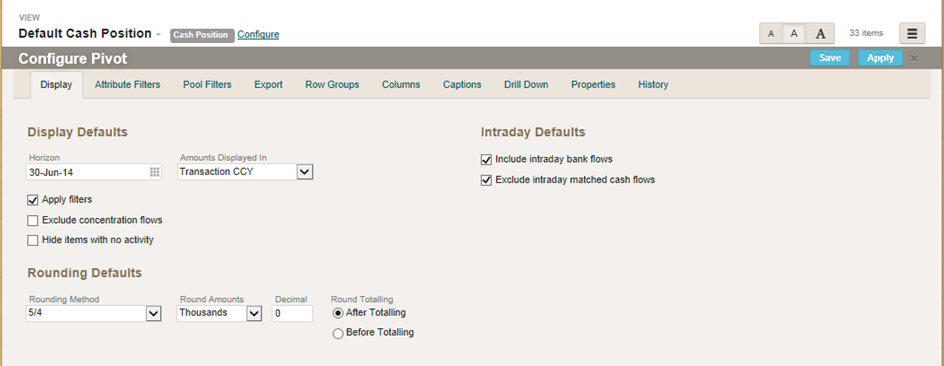 VIEW
Default Cash Position Cash Position Configure A A A 33 items
Configure Pivot Save Apply ×
Display Attribute Filters Pool Filters Export Row Groups Columns Captions Drill Down Properties History
Display Defaults Intraday Defaults
Horizon Amounts Displayed In Include intraday bank flows
30-Jun-14 Transaction CCY
Exclude intraday matched cash flows
Apply filters
Exclude concentration flows
Hide items with no activity
Rounding Defaults
Rounding Method Round Amounts Decimal Round Totalling
5/4 Thousands 0 After Totalling
Before Totalling